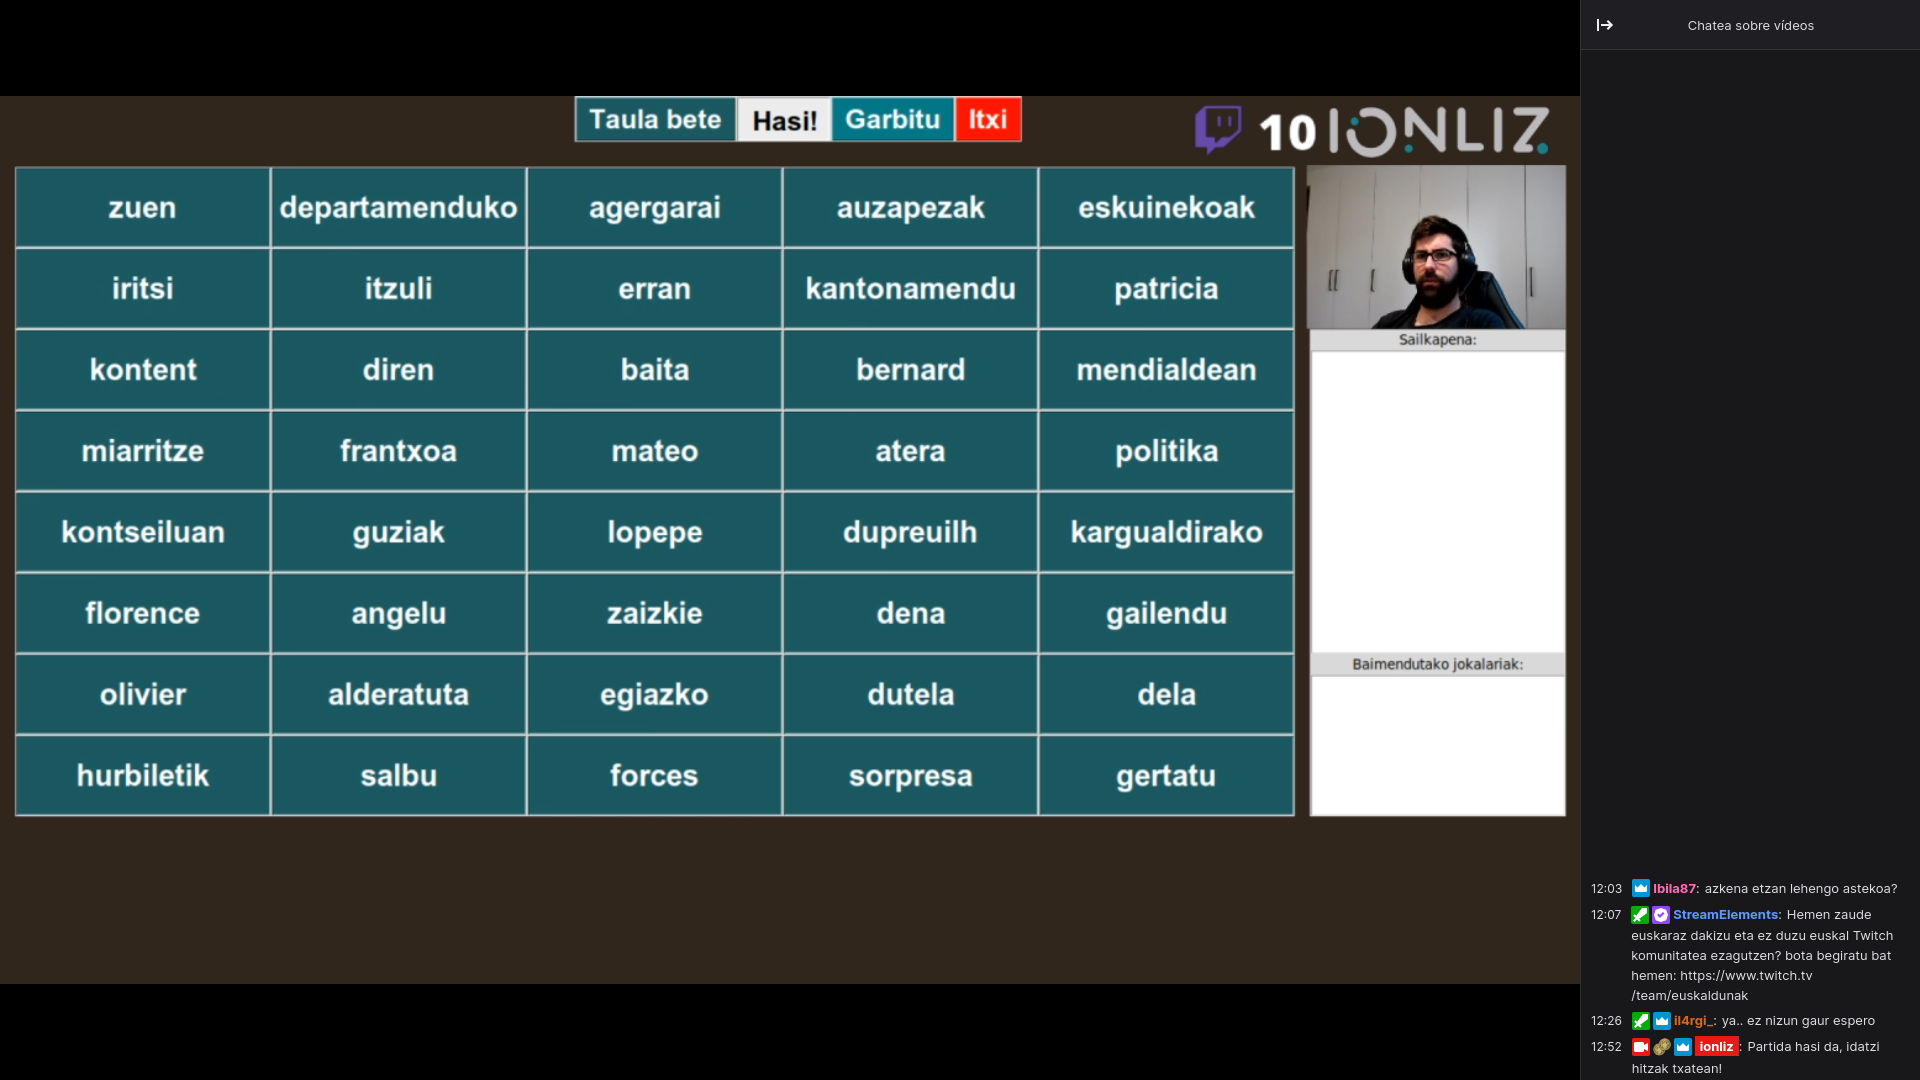 Chatea sobre vídeos
Taula bete Hasi! Garbitu Itxi
10 IONLIZ
zuen departamenduko agergarai auzapezak eskuinekoak
iritsi itzuli erran kantonamendu patricia
kontent diren baita bernard mendialdean
miarritze frantxoa mateo atera politika
kontseiluan guziak lopepe dupreuilh kargualdirako
florence angelu zaizkie dena gailendu
olivier alderatuta egiazko dutela dela
hurbiletik salbu forces sorpresa gertatu
Sailkapena:
Baimendutako jokalariak:
12:03 Ibila87: azkena etzan lehengo astekoa?
12:07 StreamElements: Hemen zaude
euskaraz dakizu eta ez duzu euskal Twitch
komunitatea ezagutzen? bota begiratu bat
hemen: https://www.twitch.tv
/team/euskaldunak
12:26 il4rgi_: ya.. ez nizun gaur espero
12:52 ionliz: Partida hasi da, idatzi
hitzak txatean!